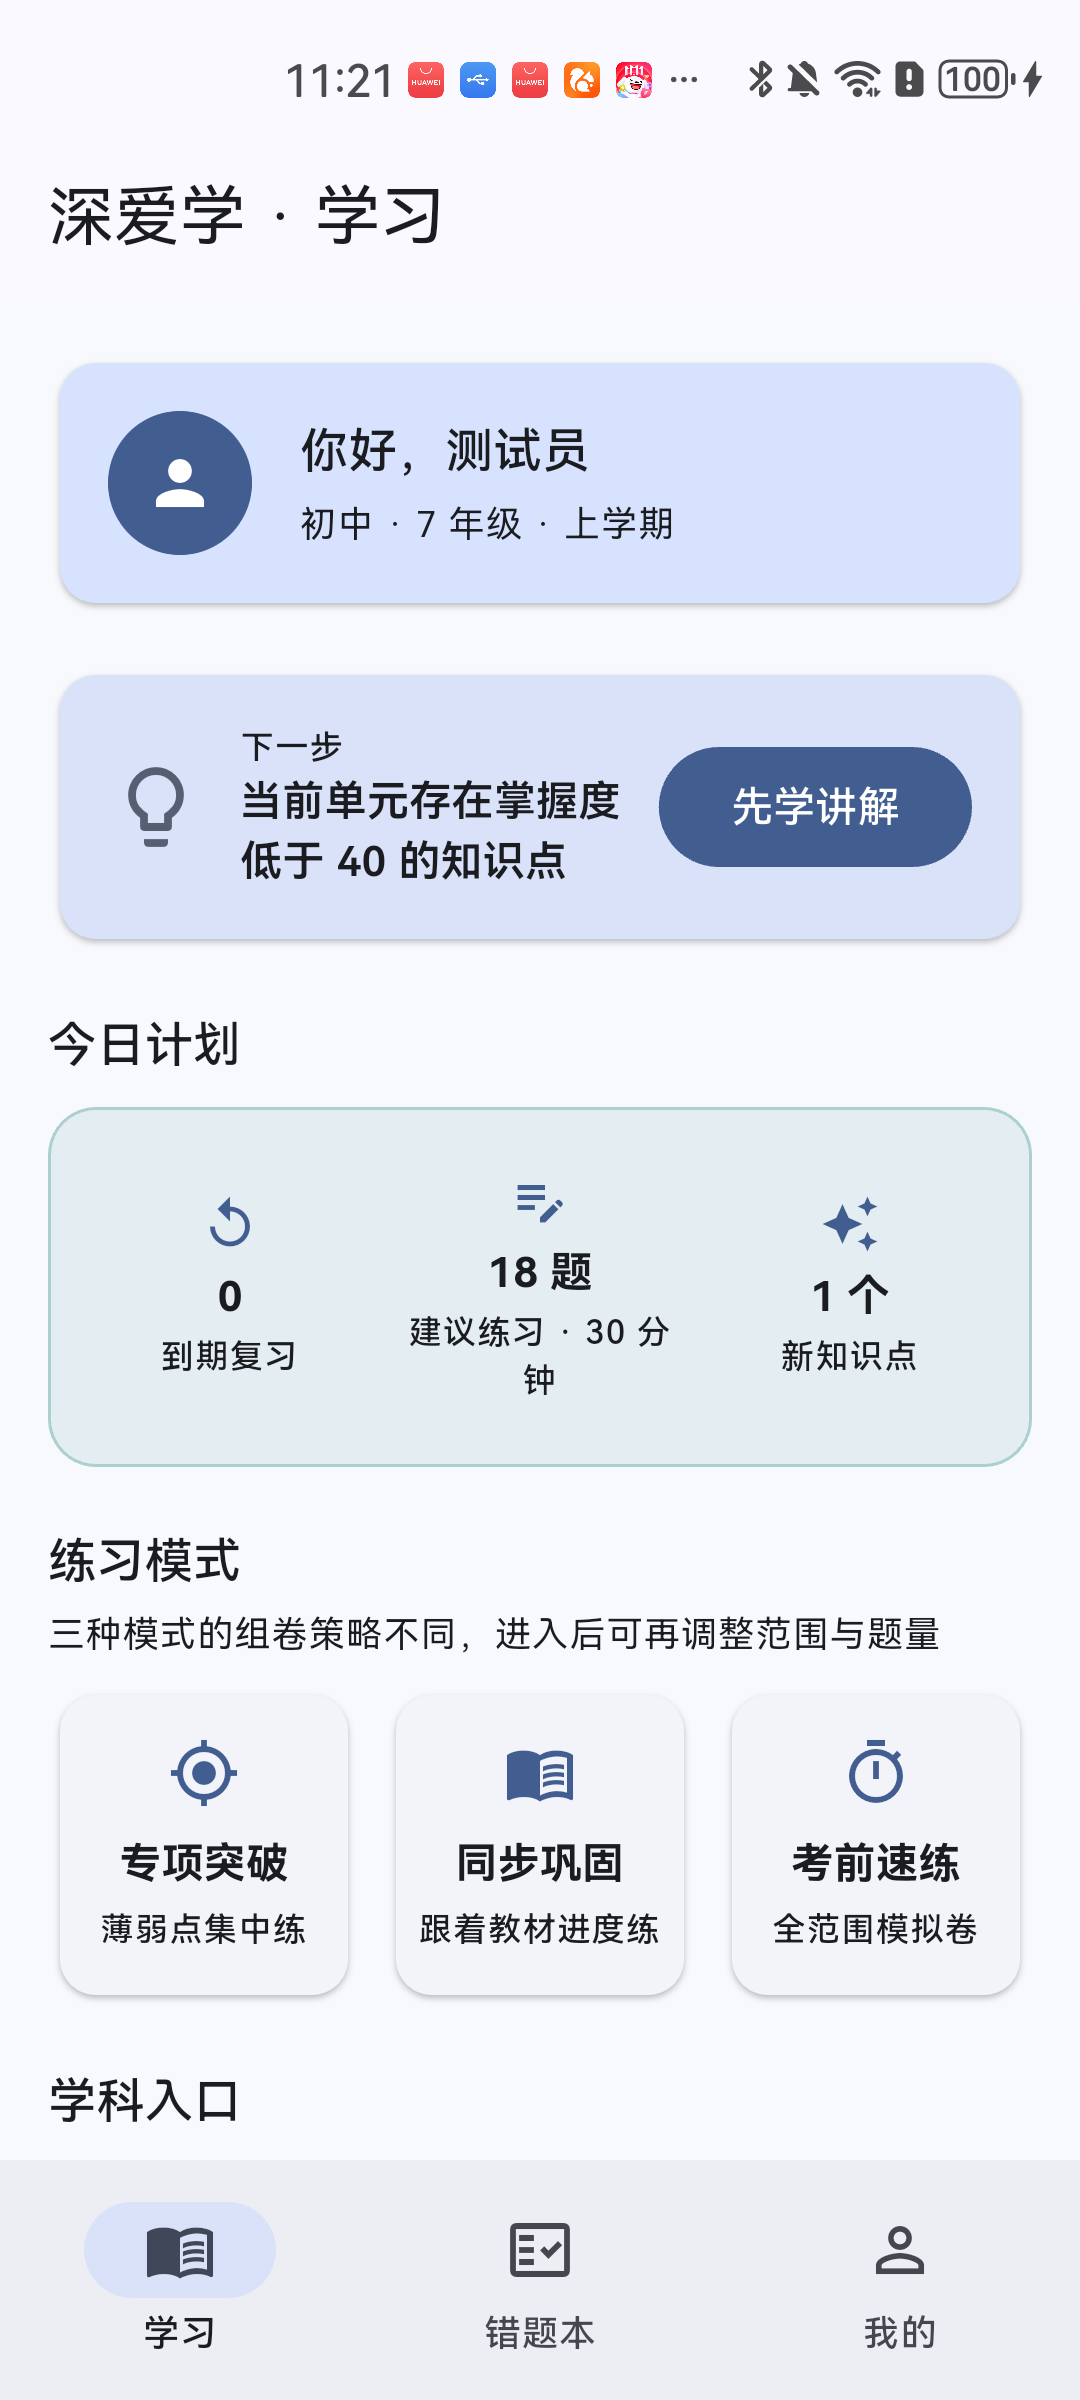 11:21
HUAWEI
HUAWEI
11.11
100
深爱学 · 学习
你好，测试员
初中 · 7 年级 · 上学期
下一步
当前单元存在掌握度
低于 40 的知识点
先学讲解
今日计划
0
到期复习
18 题
建议练习 · 30 分
钟
1 个
新知识点
练习模式
三种模式的组卷策略不同，进入后可再调整范围与题量
专项突破
薄弱点集中练
同步巩固
跟着教材进度练
考前速练
全范围模拟卷
学科入口
学习
错题本
我的